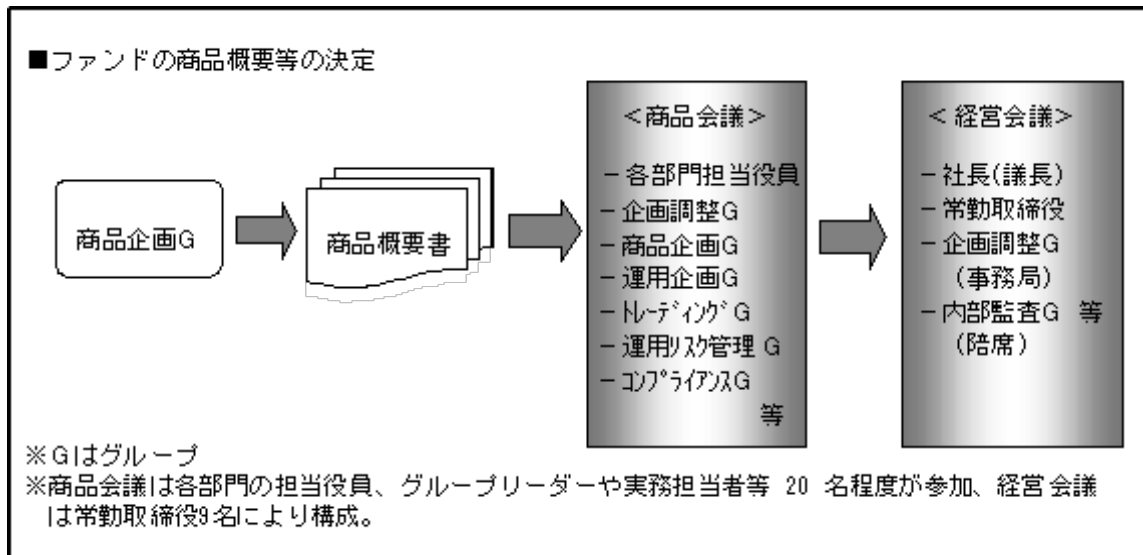 ■ファンドの商品概要等の決定
商品企画G
商品概要書
＜商品会議＞
－各部門担当役員
－企画調整G
－商品企画G
－運用企画G
－ﾄﾚｰﾃﾞｨﾝｸﾞG
－運用ﾘｽｸ管理 G
－ｺﾝﾌﾟﾗｲｱﾝｽG
等
＜経営会議＞
－社長(議長)
－常勤取締役
－企画調整G
（事務局）
－内部監査G 等
（陪席）
※Gはグループ
※商品会議は各部門の担当役員、グループリーダーや実務担当者等 20 名程度が参加、経営会議
は常勤取締役9名により構成。